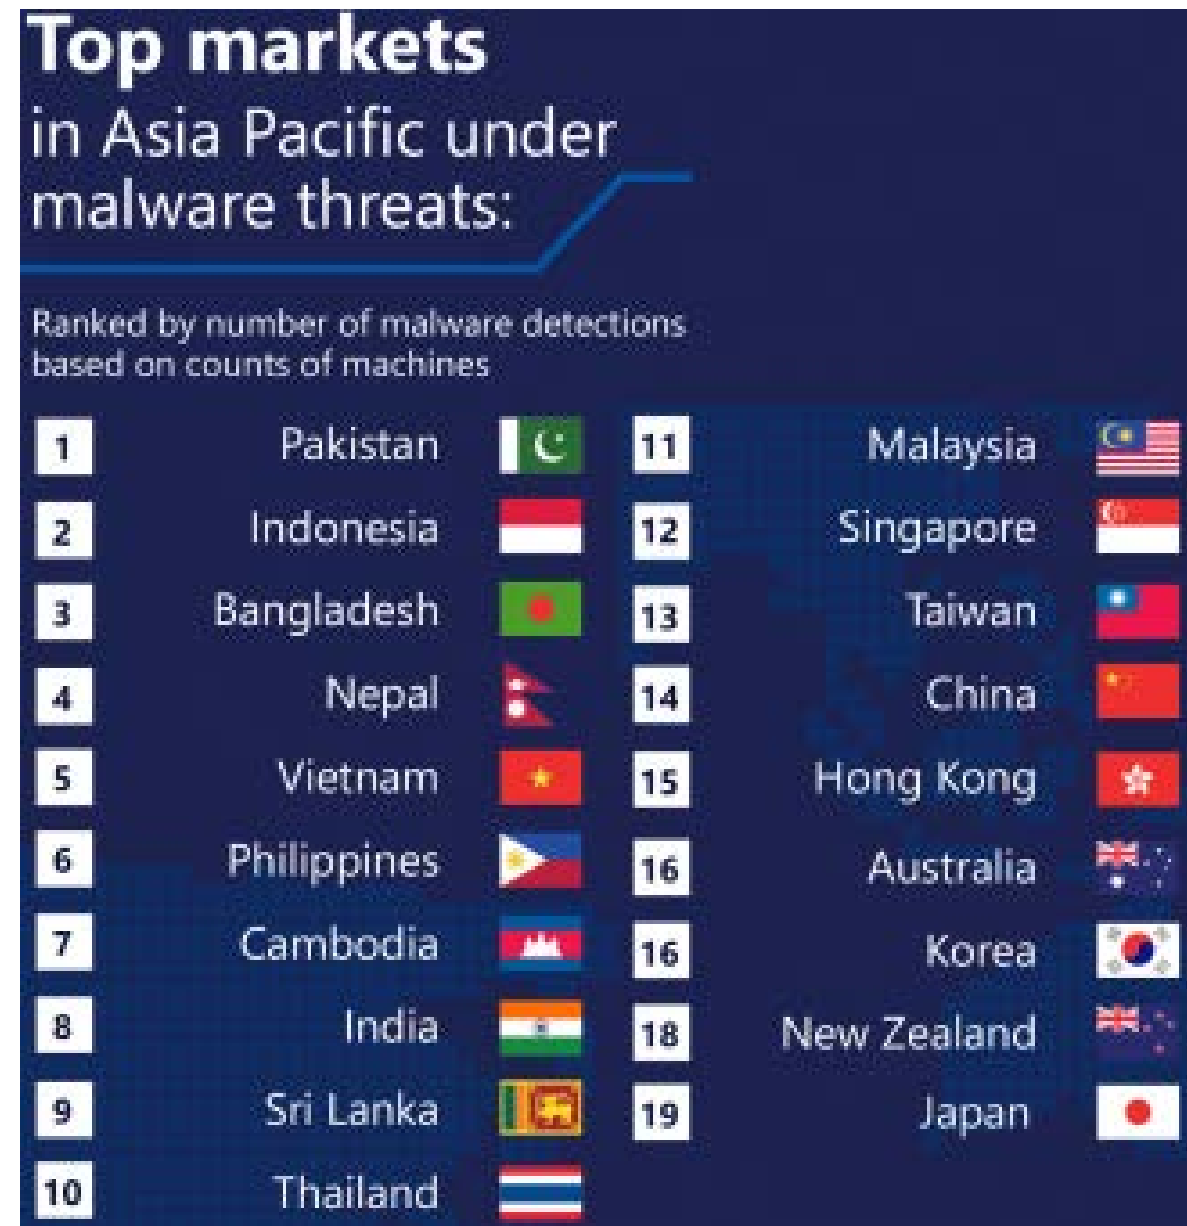 Top markets
in Asia Pacific under
malware threats:
Ranked by number of malware detections
based on counts of machines
1 Pakistan
2 Indonesia
3 Bangladesh
4 Nepal
5 Vietnam
6 Philippines
7 Cambodia
8 India
9 Sri Lanka
10 Thailand
11 Malaysia
12 Singapore
13 Taiwan
14 China
15 Hong Kong
16 Australia
16 Korea
18 New Zealand
19 Japan